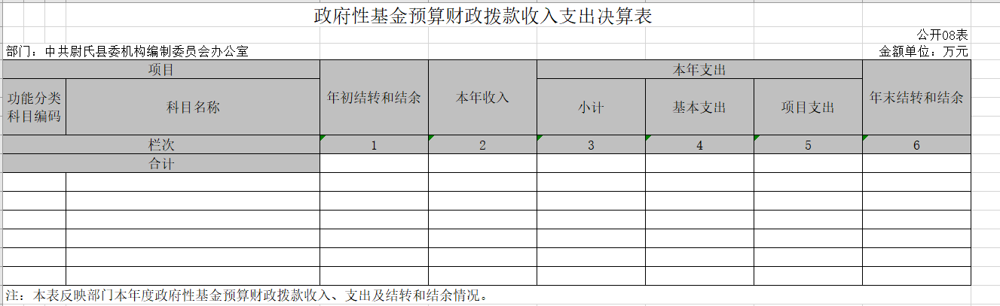 政府性基金预算财政拨款收入支出决算表
公开08表
部门：中共尉氏县委机构编制委员会办公室
金额单位：万元
项目
年初结转和结余
本年收入
本年支出
年末结转和结余
功能分类
科目编码
科目名称
小计
基本支出
项目支出
栏次
1
2
3
4
5
6
合计
注：本表反映部门本年度政府性基金预算财政拨款收入、支出及结转和结余情况。